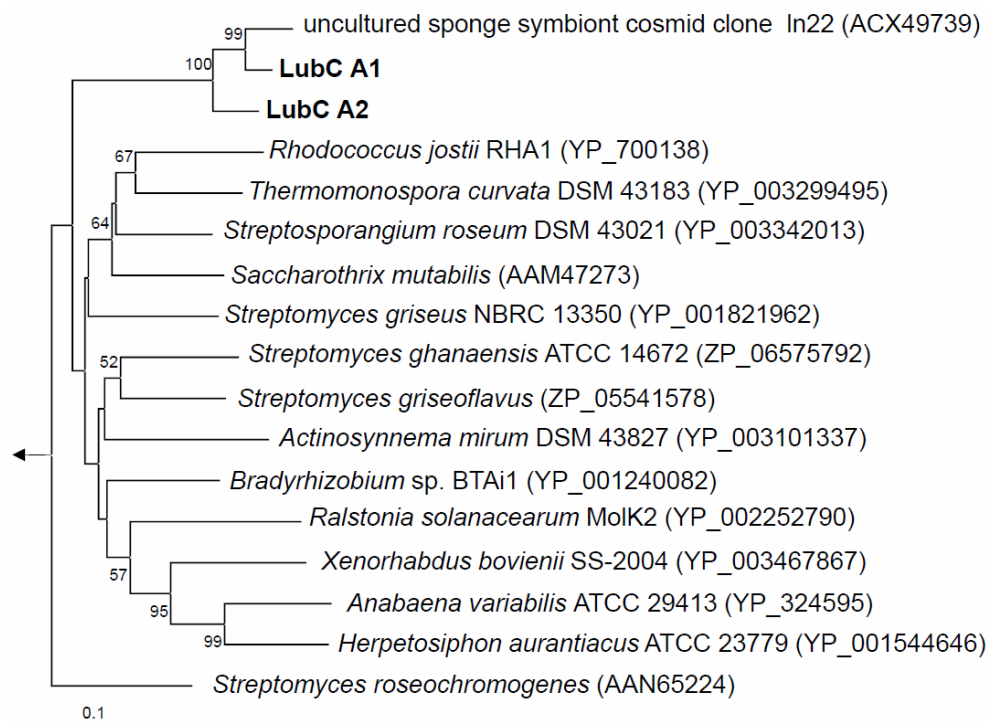 uncultured sponge symbiont cosmid clone In22 (ACX49739)
99
LubC A1
100
LubC A2
Rhodococcus jostii RHA1 (YP_700138)
67
Thermomonospora curvata DSM 43183 (YP_003299495)
64
Streptosporangium roseum DSM 43021 (YP_003342013)
Saccharothrix mutabilis (AAM47273)
Streptomyces griseus NBRC 13350 (YP_001821962)
Streptomyces ghanaensis ATCC 14672 (ZP_06575792)
52
Streptomyces griseoflavus (ZP_05541578)
Actinosynnema mirum DSM 43827 (YP_003101337)
Bradyrhizobium sp. BTAi1 (YP_001240082)
Ralstonia solanacearum MolK2 (YP_002252790)
57
Xenorhabdus bovienii SS-2004 (YP_003467867)
95
Anabaena variabilis ATCC 29413 (YP_324595)
99
Herpetosiphon aurantiacus ATCC 23779 (YP_001544646)
Streptomyces roseochromogenes (AAN65224)
0.1